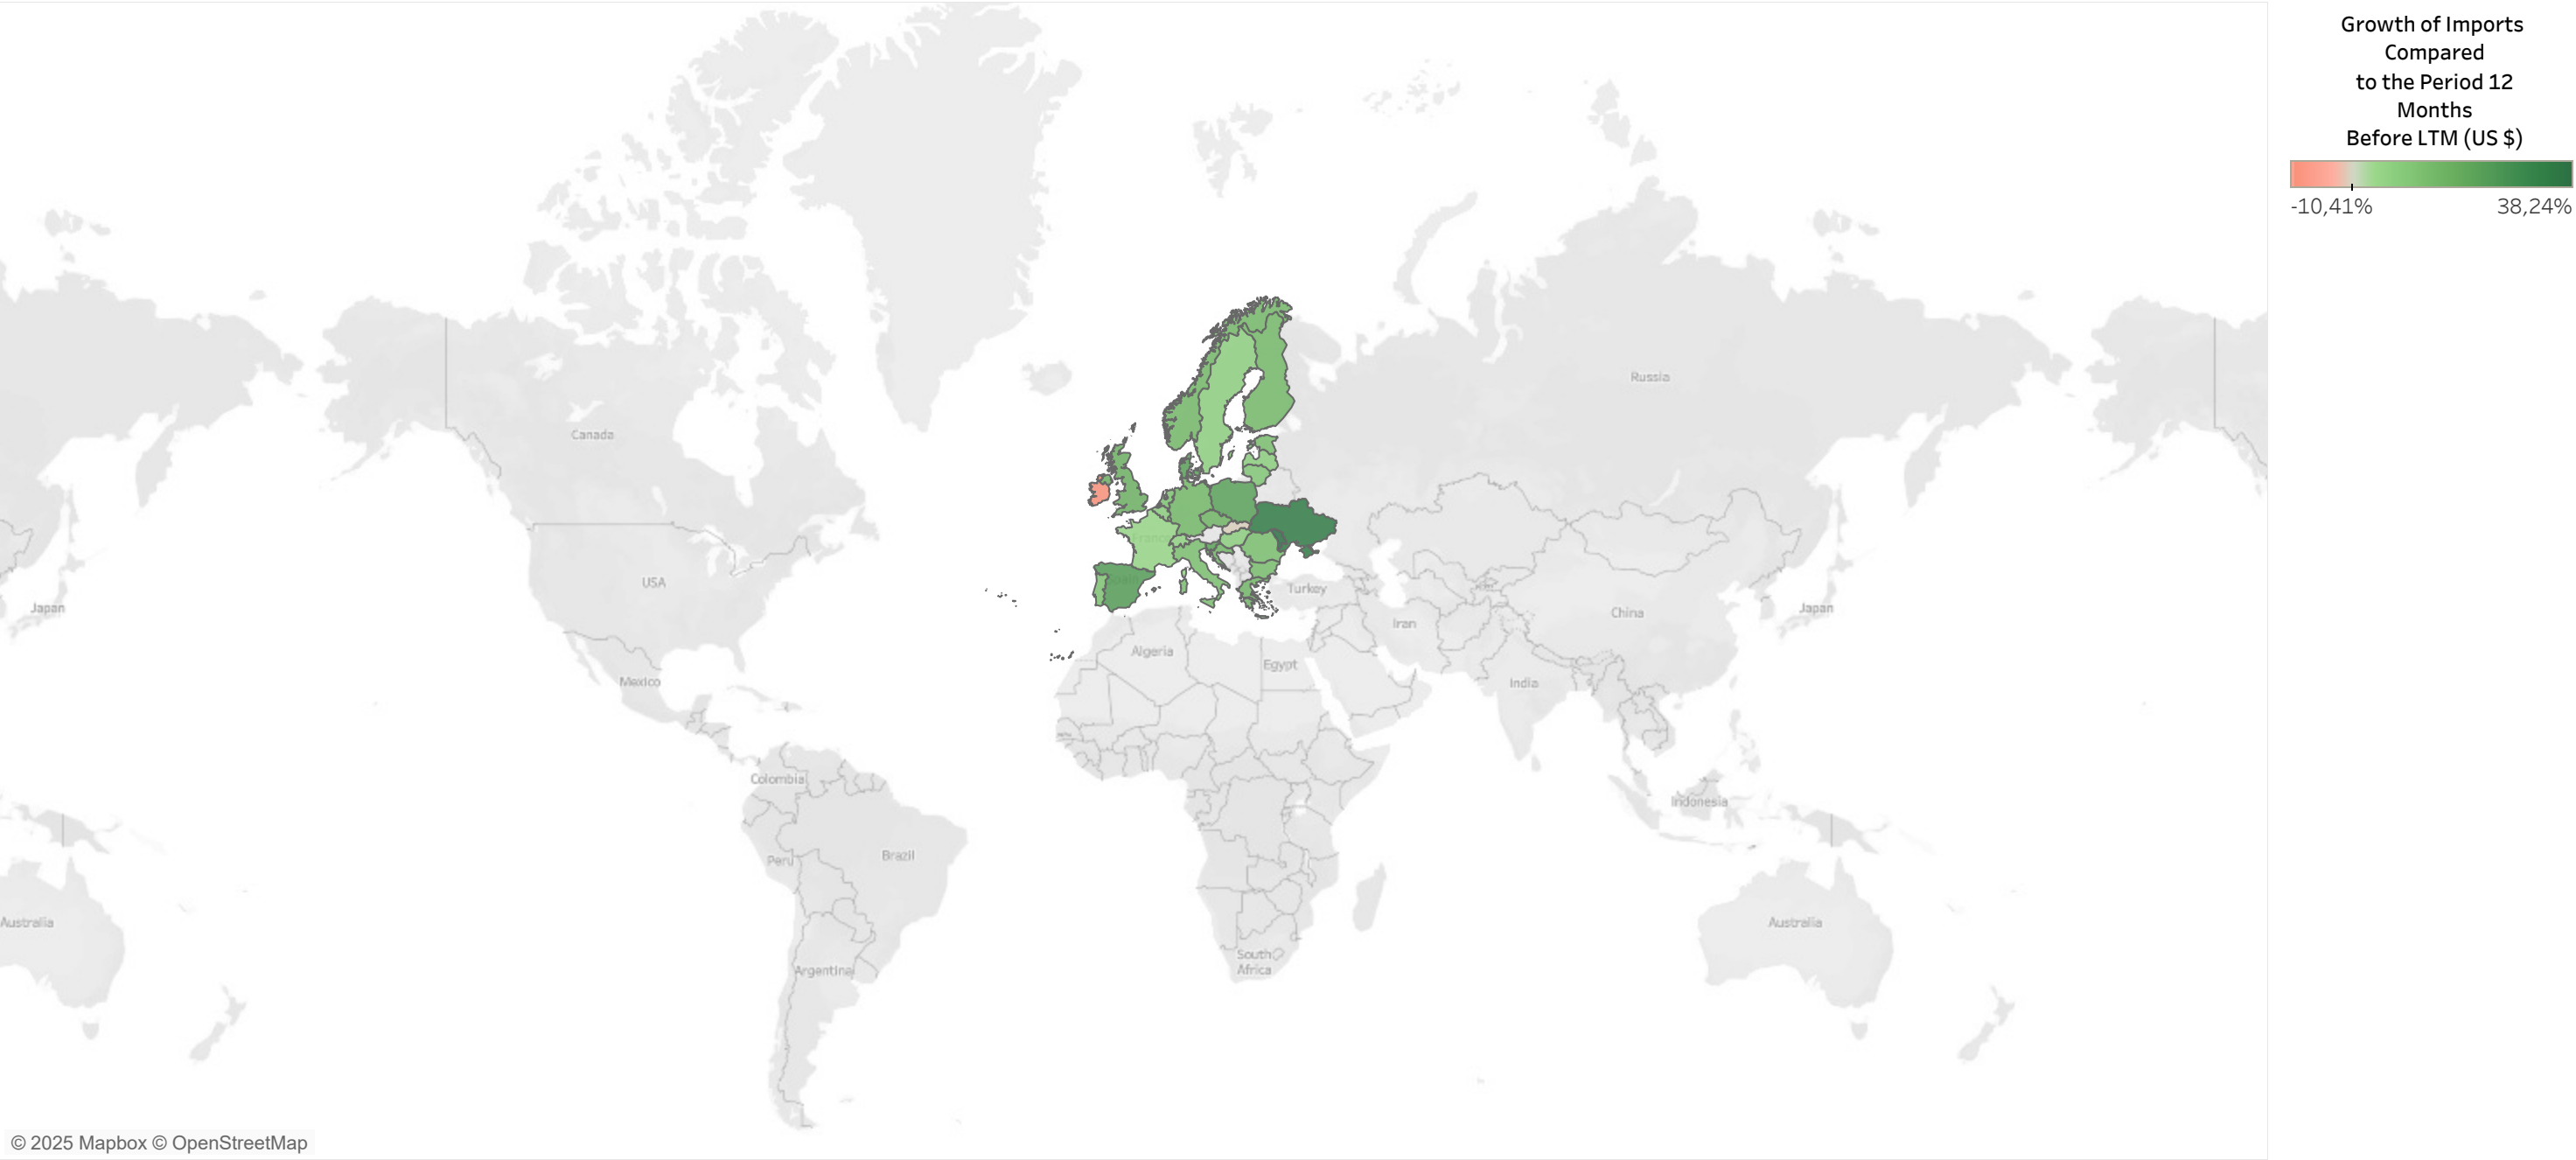 Growth of Imports
Compared
to the Period 12
Months
Before LTM (US $)
-10,41%
38,24%
Russia
Canada
France
USA
Turkey
Japan
Japan
China
Iran
Algeria
Egypt
Mexico
India
Colombia
Indonesia
Brazil
Peru
Australia
Australia
South
Africa
Argentina
© 2025 Mapbox © OpenStreetMap